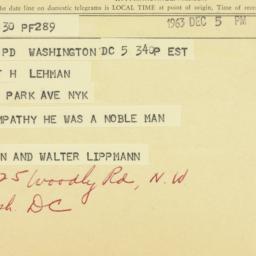 the date line on domestic telegrams is LOCAL TIME at point of origin, Time of
1963 DEC 5 PM
30 PF289
PD WASHINGTON DC 5 340P EST
T H LEHMAN
PARK AVE NYK
MPATHY HE WAS A NOBLE MAN
N AND WALTER LIPPMANN
25 Woodly Rd, N.W
sh. DC